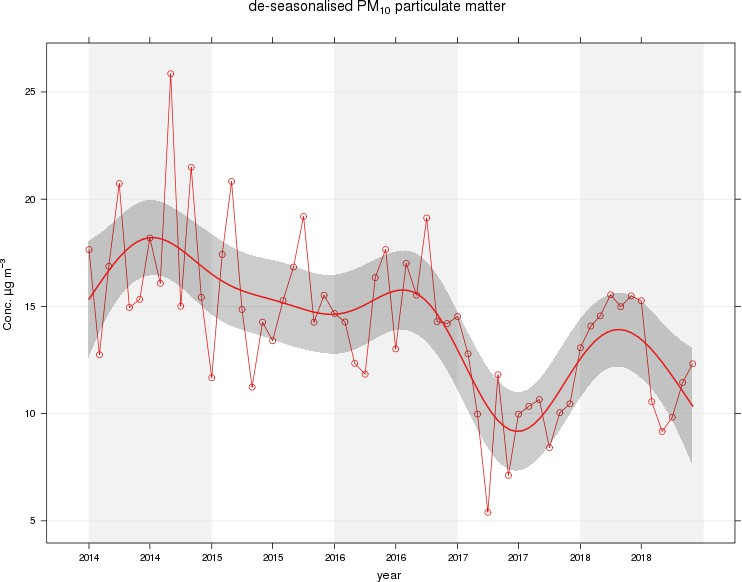 de-seasonalised PM₁₀ particulate matter
25
20
15
10
5
Conc. µg m⁻³
2014 2014 2015 2015 2016 2016 2017 2017 2018 2018
year